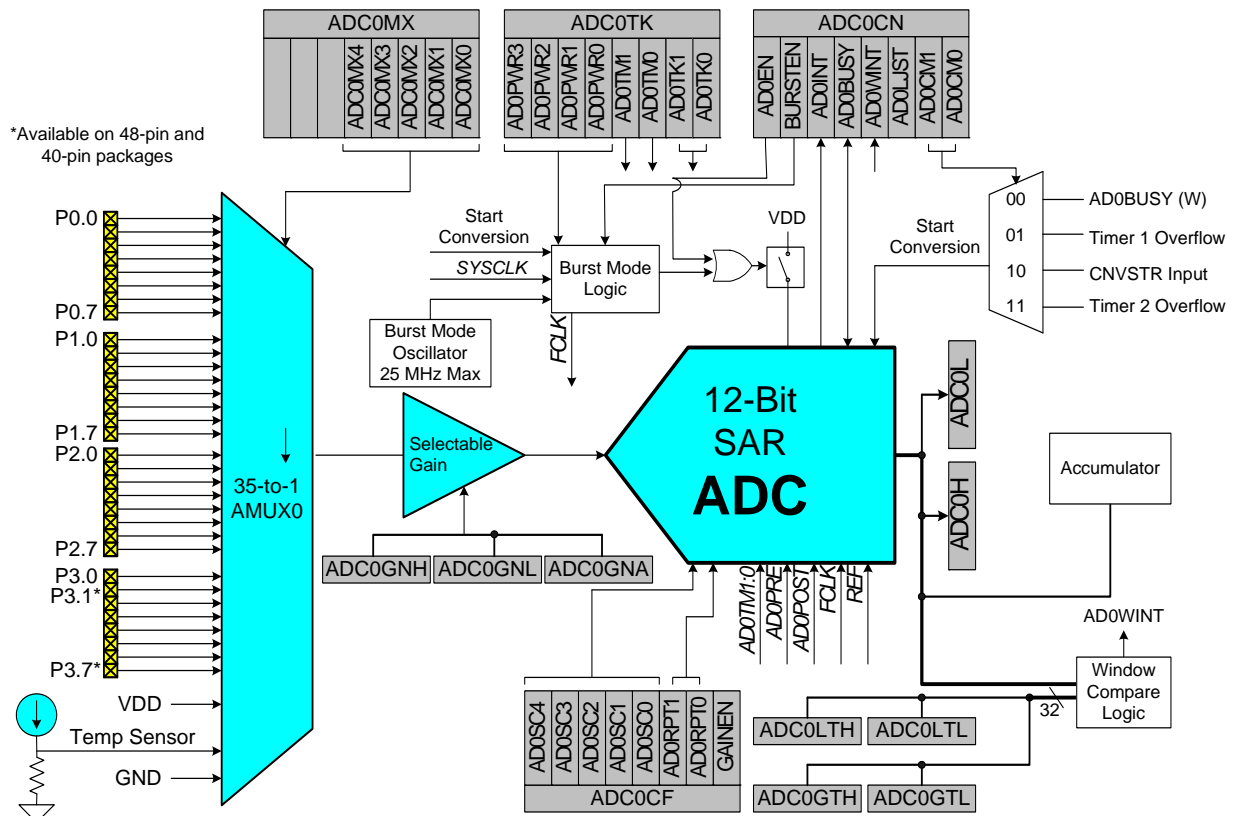 ADC0MX
ADC0MX4
ADC0MX3
ADC0MX2
ADC0MX1
ADC0MX0
ADC0TK
AD0PWR3
AD0PWR2
AD0PWR1
AD0PWR0
AD0TM1
AD0TM0
AD0TK1
AD0TK0
ADC0CN
AD0EN
BURSTEN
AD0INT
AD0BUSY
AD0WINT
AD0LJST
AD0CM1
AD0CM0
*Available on 48-pin and
40-pin packages
P0.0
P0.7
P1.0
P1.7
P2.0
P2.7
P3.0
P3.1*
P3.7*
VDD
Temp Sensor
GND
35-to-1
AMUX0
Start
Conversion
SYSCLK
Burst Mode
Logic
Burst Mode
Oscillator
25 MHz Max
FCLK
VDD
Start
Conversion
00
01
10
11
AD0BUSY (W)
Timer 1 Overflow
CNVSTR Input
Timer 2 Overflow
Selectable
Gain
ADC0GNH
ADC0GNL
ADC0GNA
12-Bit
SAR
ADC
ADC0L
ADC0H
Accumulator
AD0TM1:0
AD0PRE
AD0POST
FCLK
REF
AD0WINT
Window
Compare
Logic
32
ADC0LTH
ADC0LTL
ADC0GTH
ADC0GTL
AD0SC4
AD0SC3
AD0SC2
AD0SC1
AD0SC0
AD0RPT1
AD0RPT0
GAINEN
ADC0CF